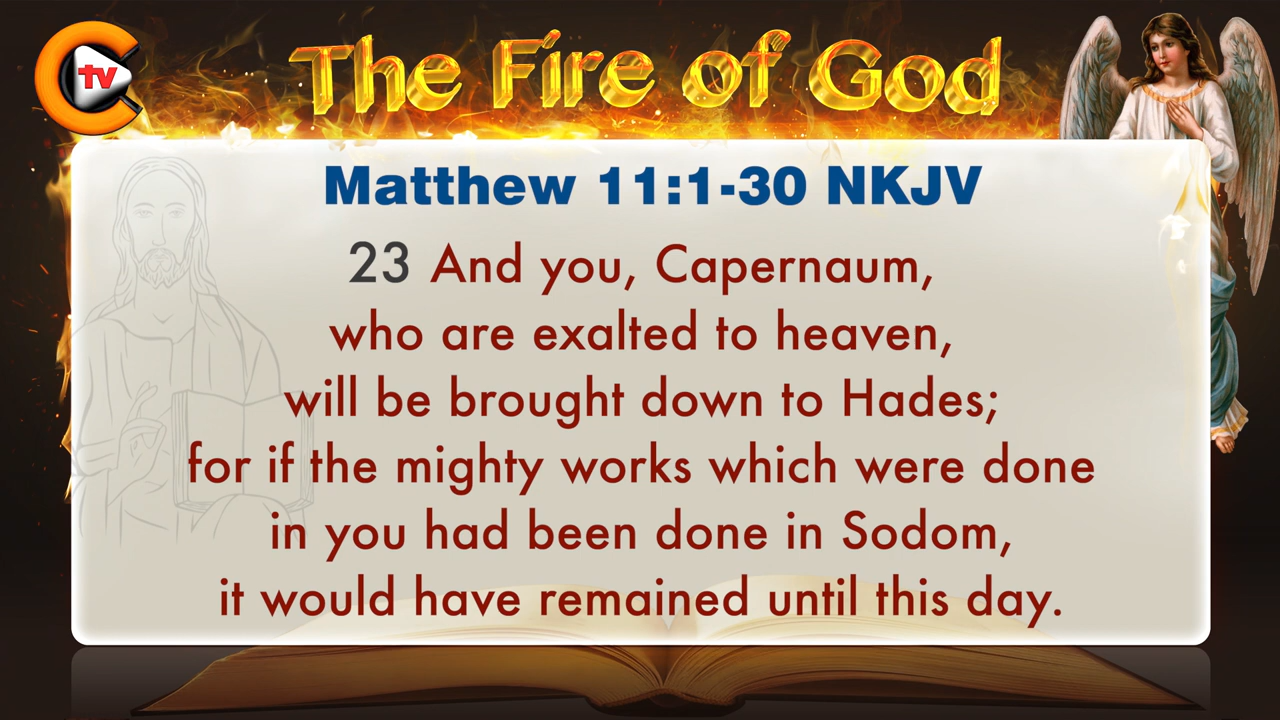 tv
The Fire of God
Matthew 11:1-30 NKJV
23 And you, Capernaum,
who are exalted to heaven,
will be brought down to Hades;
for if the mighty works which were done
in you had been done in Sodom,
it would have remained until this day.